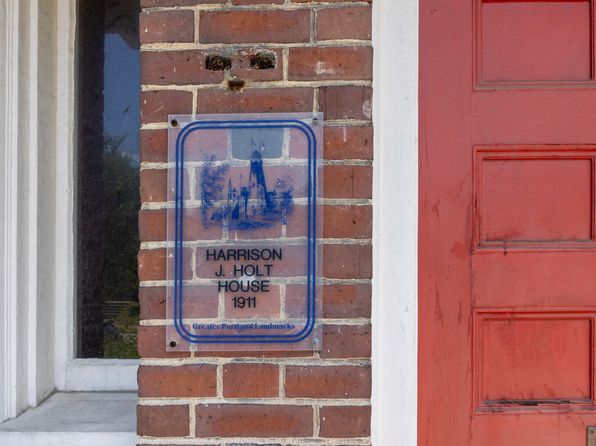 HARRISON
J. HOLT
HOUSE
1911
Greater Portland Landmarks